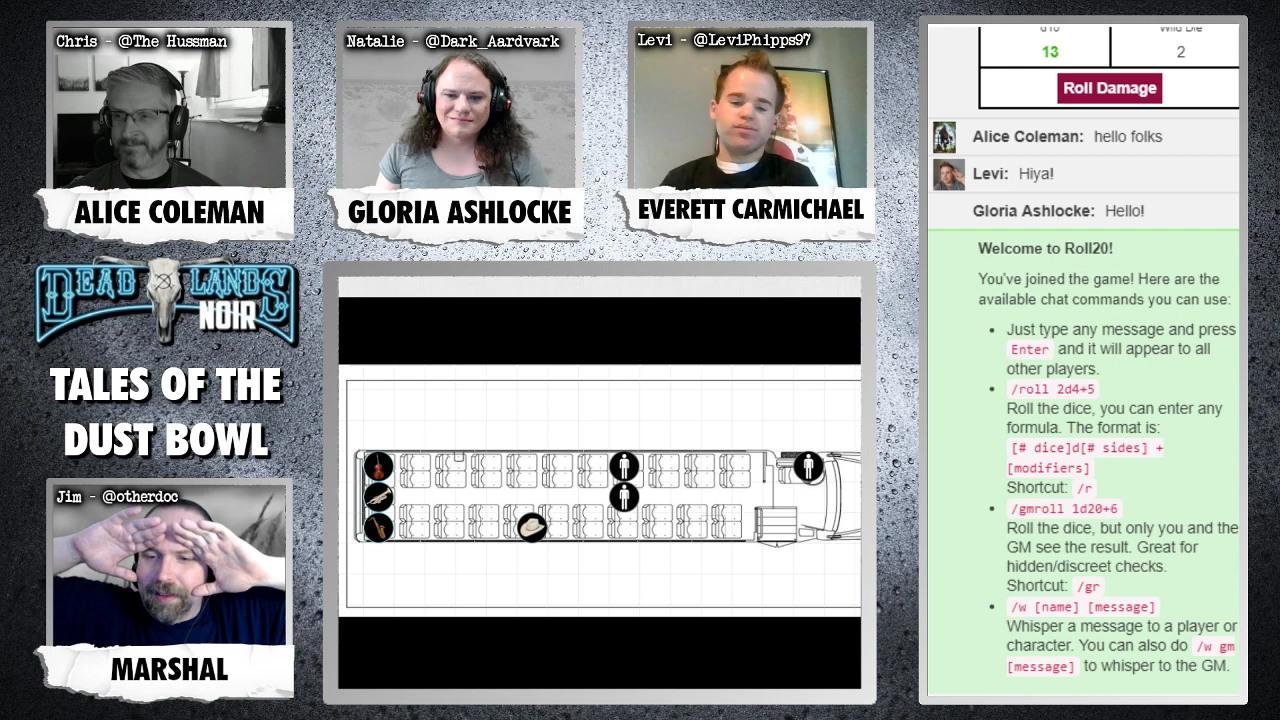 Chris - @The Hussman
ALICE COLEMAN
Natalie - @Dark_Aardvark
GLORIA ASHLOCKE
Levi - @LeviPhipps97
EVERETT CARMICHAEL
DEADLANDS
NOIR
TALES OF THE
DUST BOWL
Jim - @otherdoc
MARSHAL
d10 Wild Die
13 2
Roll Damage
Alice Coleman: hello folks
Levi: Hiya!
Gloria Ashlocke: Hello!
Welcome to Roll20!
You've joined the game! Here are the
available chat commands you can use:
• Just type any message and press
Enter and it will appear to all
other players.
• /roll 2d4+5
Roll the dice, you can enter any
formula. The format is:
[# dice]d[# sides] +
[modifiers]
Shortcut: /r
• /gmroll 1d20+6
Roll the dice, but only you and the
GM see the result. Great for
hidden/discreet checks.
Shortcut: /gr
• /w [name] [message]
Whisper a message to a player or
character. You can also do /w gm
[message] to whisper to the GM.